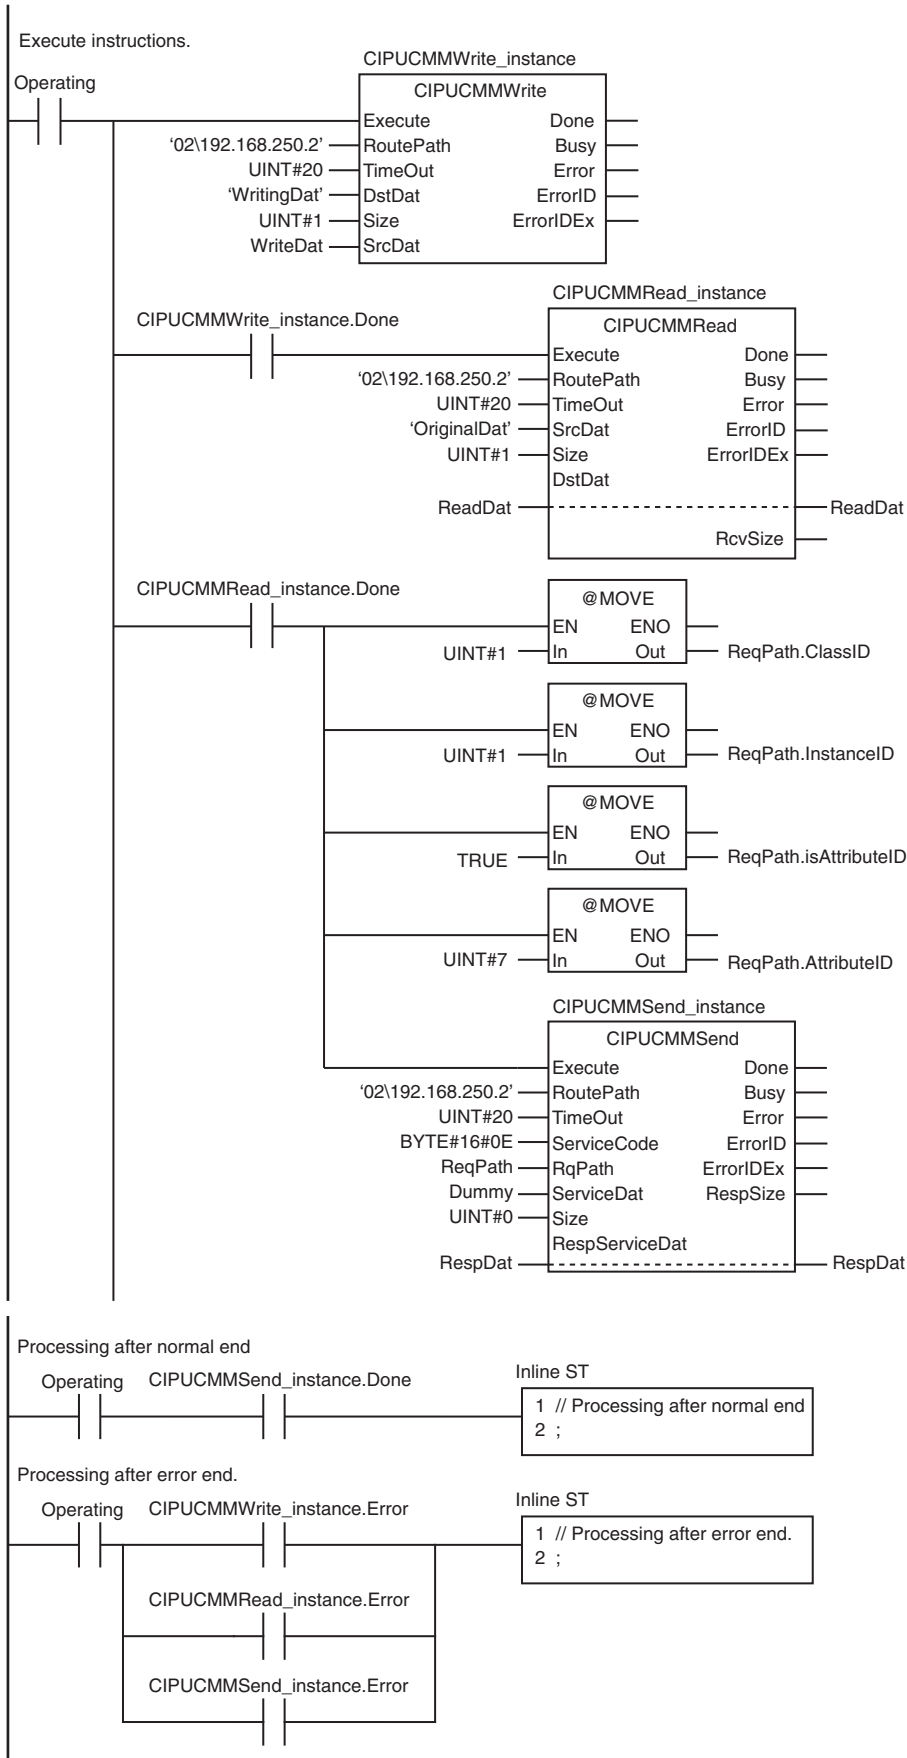 Execute instructions.
CIPUCMMWrite_instance
Operating
CIPUCMMWrite
Execute Done
‘02\192.168.250.2’ RoutePath Busy
UINT#20 TimeOut Error
‘WritingDat’ DstDat ErrorID
UINT#1 Size ErrorIDEx
WriteDat SrcDat
CIPUCMMRead_instance
CIPUCMMWrite_instance.Done
CIPUCMMRead
Execute Done
‘02\192.168.250.2’ RoutePath Busy
UINT#20 TimeOut Error
‘OriginalDat’ SrcDat ErrorID
UINT#1 Size ErrorIDEx
DstDat
ReadDat ReadDat
RcvSize
CIPUCMMRead_instance.Done
@MOVE
EN ENO
UINT#1 In Out ReqPath.ClassID
@MOVE
EN ENO
UINT#1 In Out ReqPath.InstanceID
@MOVE
EN ENO
TRUE In Out ReqPath.isAttributeID
@MOVE
EN ENO
UINT#7 In Out ReqPath.AttributeID
CIPUCMMSend_instance
CIPUCMMSend
Execute Done
‘02\192.168.250.2’ RoutePath Busy
UINT#20 TimeOut Error
BYTE#16#0E ServiceCode ErrorID
ReqPath RqPath ErrorIDEx
Dummy ServiceDat RespSize
UINT#0 Size
RespServiceDat
RespDat RespDat
Processing after normal end
Operating CIPUCMMSend_instance.Done Inline ST
1 // Processing after normal end
2 ;
Processing after error end.
Operating CIPUCMMWrite_instance.Error Inline ST
1 // Processing after error end.
2 ;
CIPUCMMRead_instance.Error
CIPUCMMSend_instance.Error